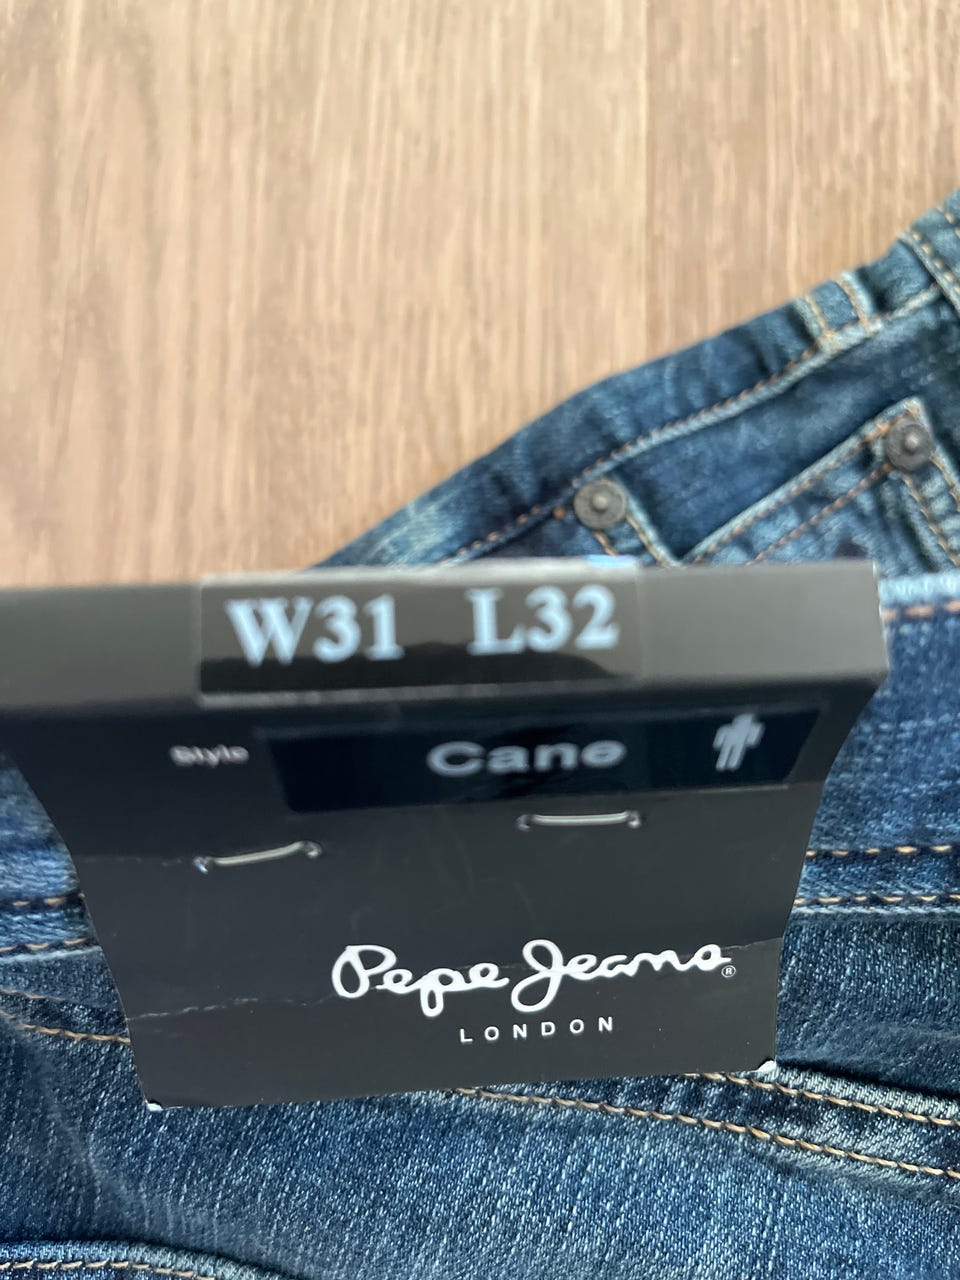 W31 L32
Style Cane
Pepe Jeans®
LONDON